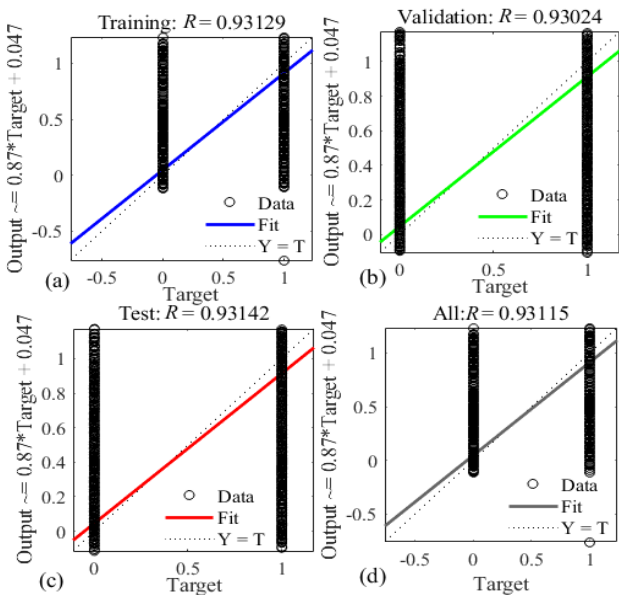 Training: R = 0.93129
Output ~= 0.87*Target + 0.047
1
0.5
0
-0.5
Data
Fit
Y = T
-0.5
0
0.5
1
(a)
Target
Validation: R = 0.93024
Output ~= 0.87*Target + 0.047
1
0.8
0.6
0.4
0.2
0
Data
Fit
Y = T
0
0.5
1
(b)
Target
Test: R = 0.93142
Output ~= 0.87*Target + 0.047
1
0.8
0.6
0.4
0.2
0
Data
Fit
Y = T
0
0.5
1
(c)
Target
All:R = 0.93115
Output ~= 0.87*Target + 0.047
1
0.5
0
-0.5
Data
Fit
Y = T
-0.5
0
0.5
1
(d)
Target